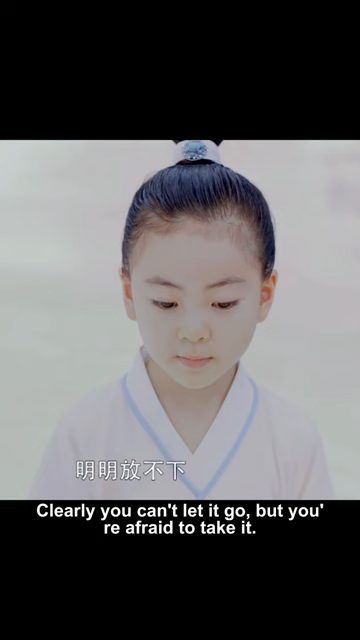 明明放不下
Clearly you can't let it go, but you'
re afraid to take it.